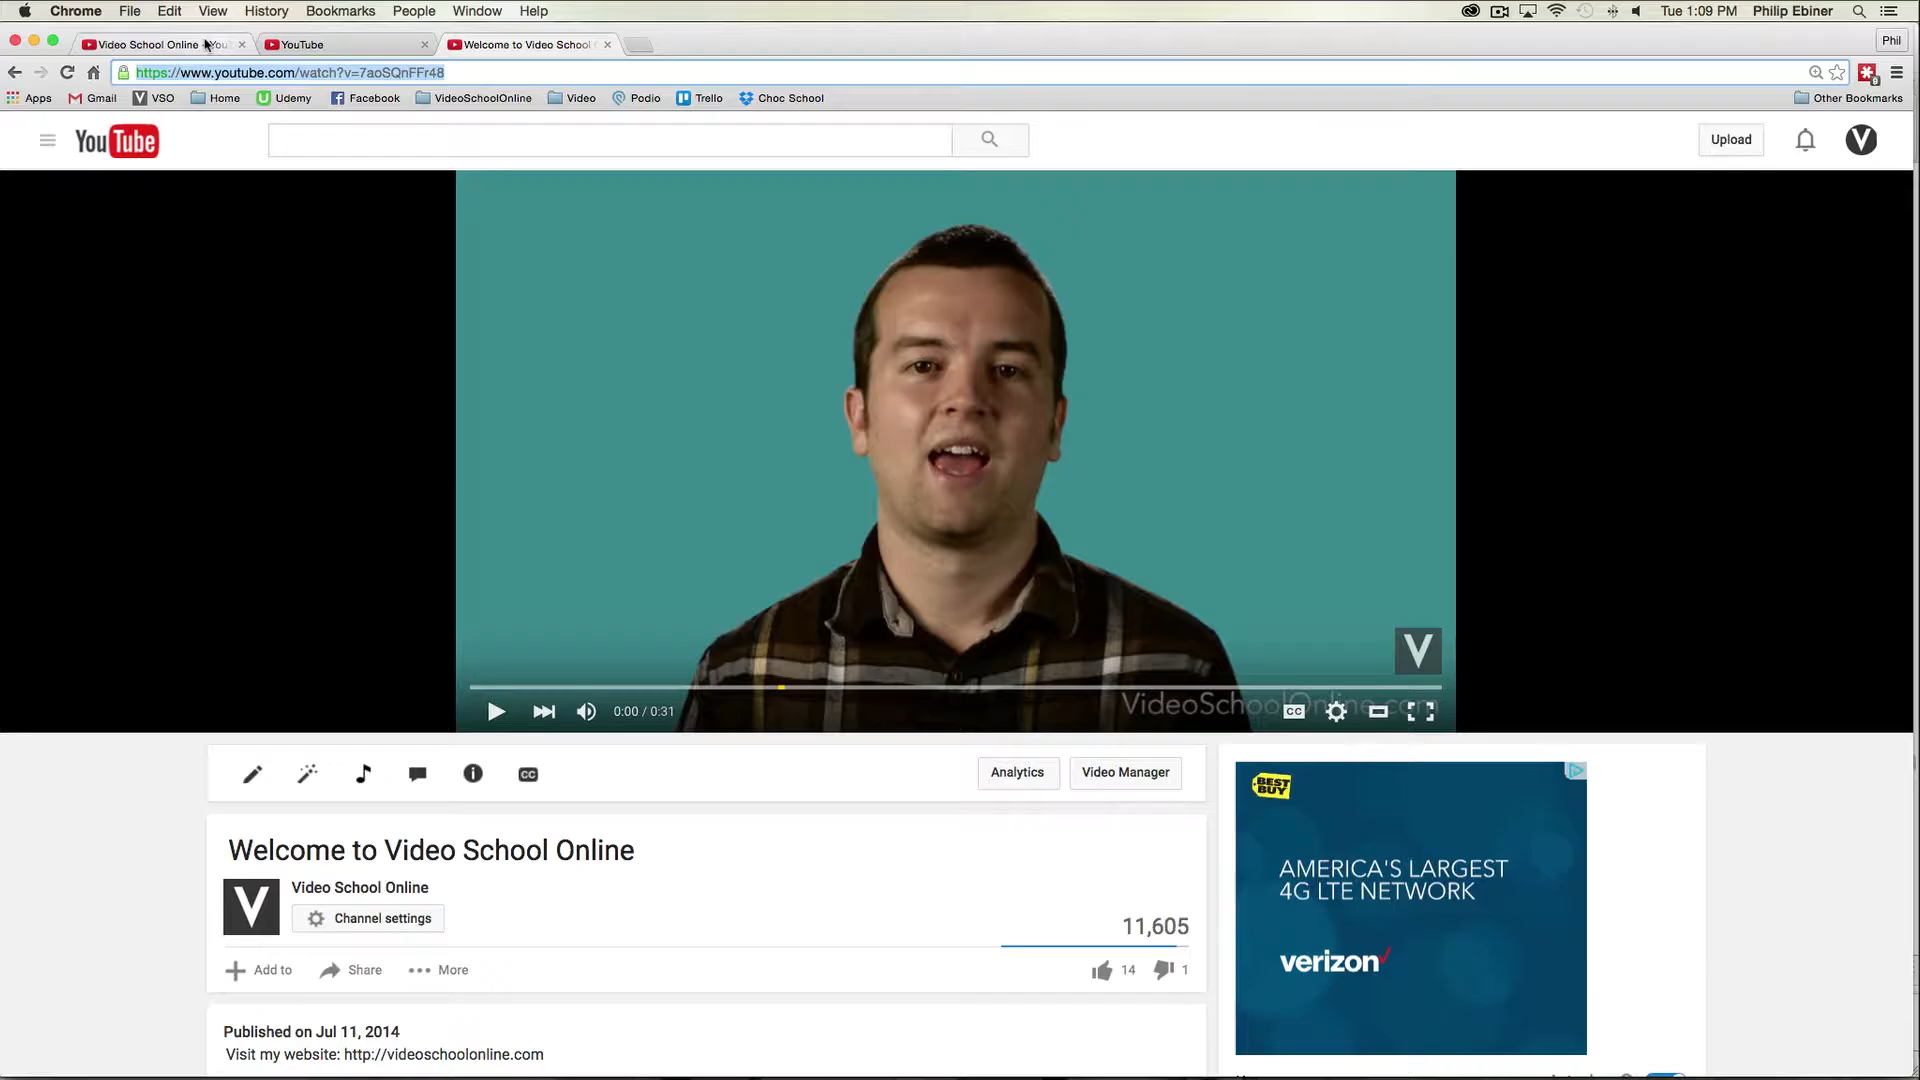 Chrome File Edit View History Bookmarks People Window Help Tue 1:09 PM Philip Ebiner
Video School Online - YouT YouTube Welcome to Video School Phil
https://www.youtube.com/watch?v=7aoSQnFFr48
Apps Gmail VSO Home Udemy Facebook VideoSchoolOnline Video Podio Trello Choc School Other Bookmarks
YouTube Upload V
V
0:00 / 0:31 VideoSchoolOnline.com CC
CC Analytics Video Manager
BEST BUY
Welcome to Video School Online
V Video School Online
Channel settings
AMERICA'S LARGEST
4G LTE NETWORK
11,605
verizon
Add to Share More 14 1
Published on Jul 11, 2014
Visit my website: http://videoschoolonline.com